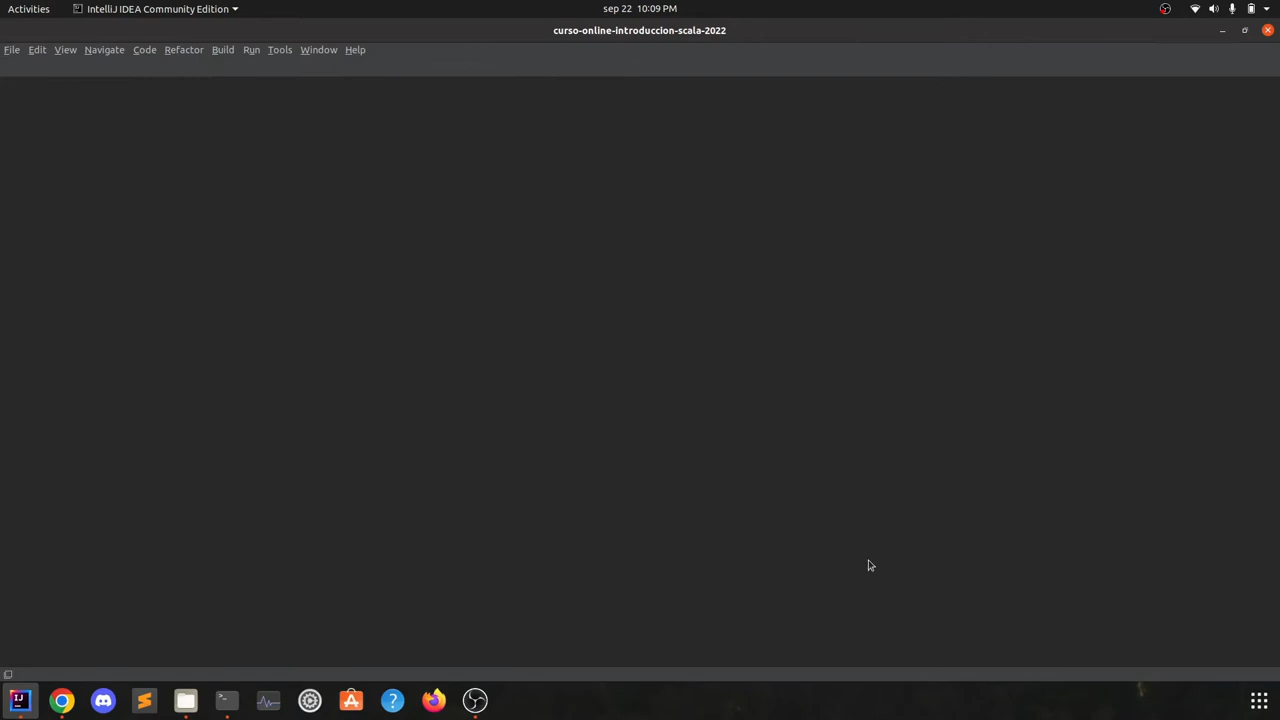 Activities IntelliJ IDEA Community Edition sep 22 10:09 PM
curso-online-introduccion-scala-2022
File Edit View Navigate Code Refactor Build Run Tools Window Help
IJ >_ ?